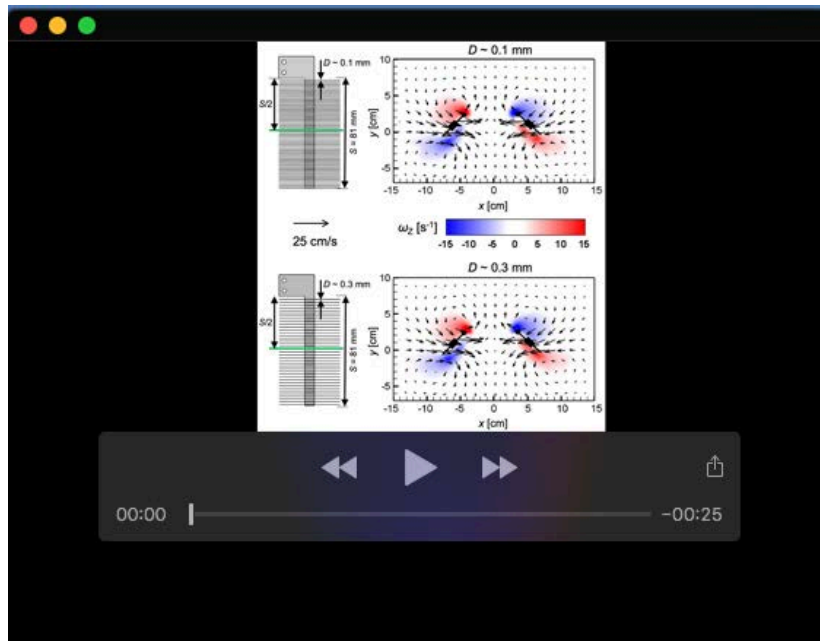 D ~ 0.1 mm
D ~ 0.1 mm
S/2
S = 81 mm
y [cm]
10
5
0
-5
-15 -10 -5 0 5 10 15
x [cm]
25 cm/s
ωZ [s⁻¹]
-15 -10 -5 0 5 10 15
D ~ 0.3 mm
D ~ 0.3 mm
S/2
S = 81 mm
y [cm]
10
5
0
-5
-15 -10 -5 0 5 10 15
x [cm]
00:00
-00:25